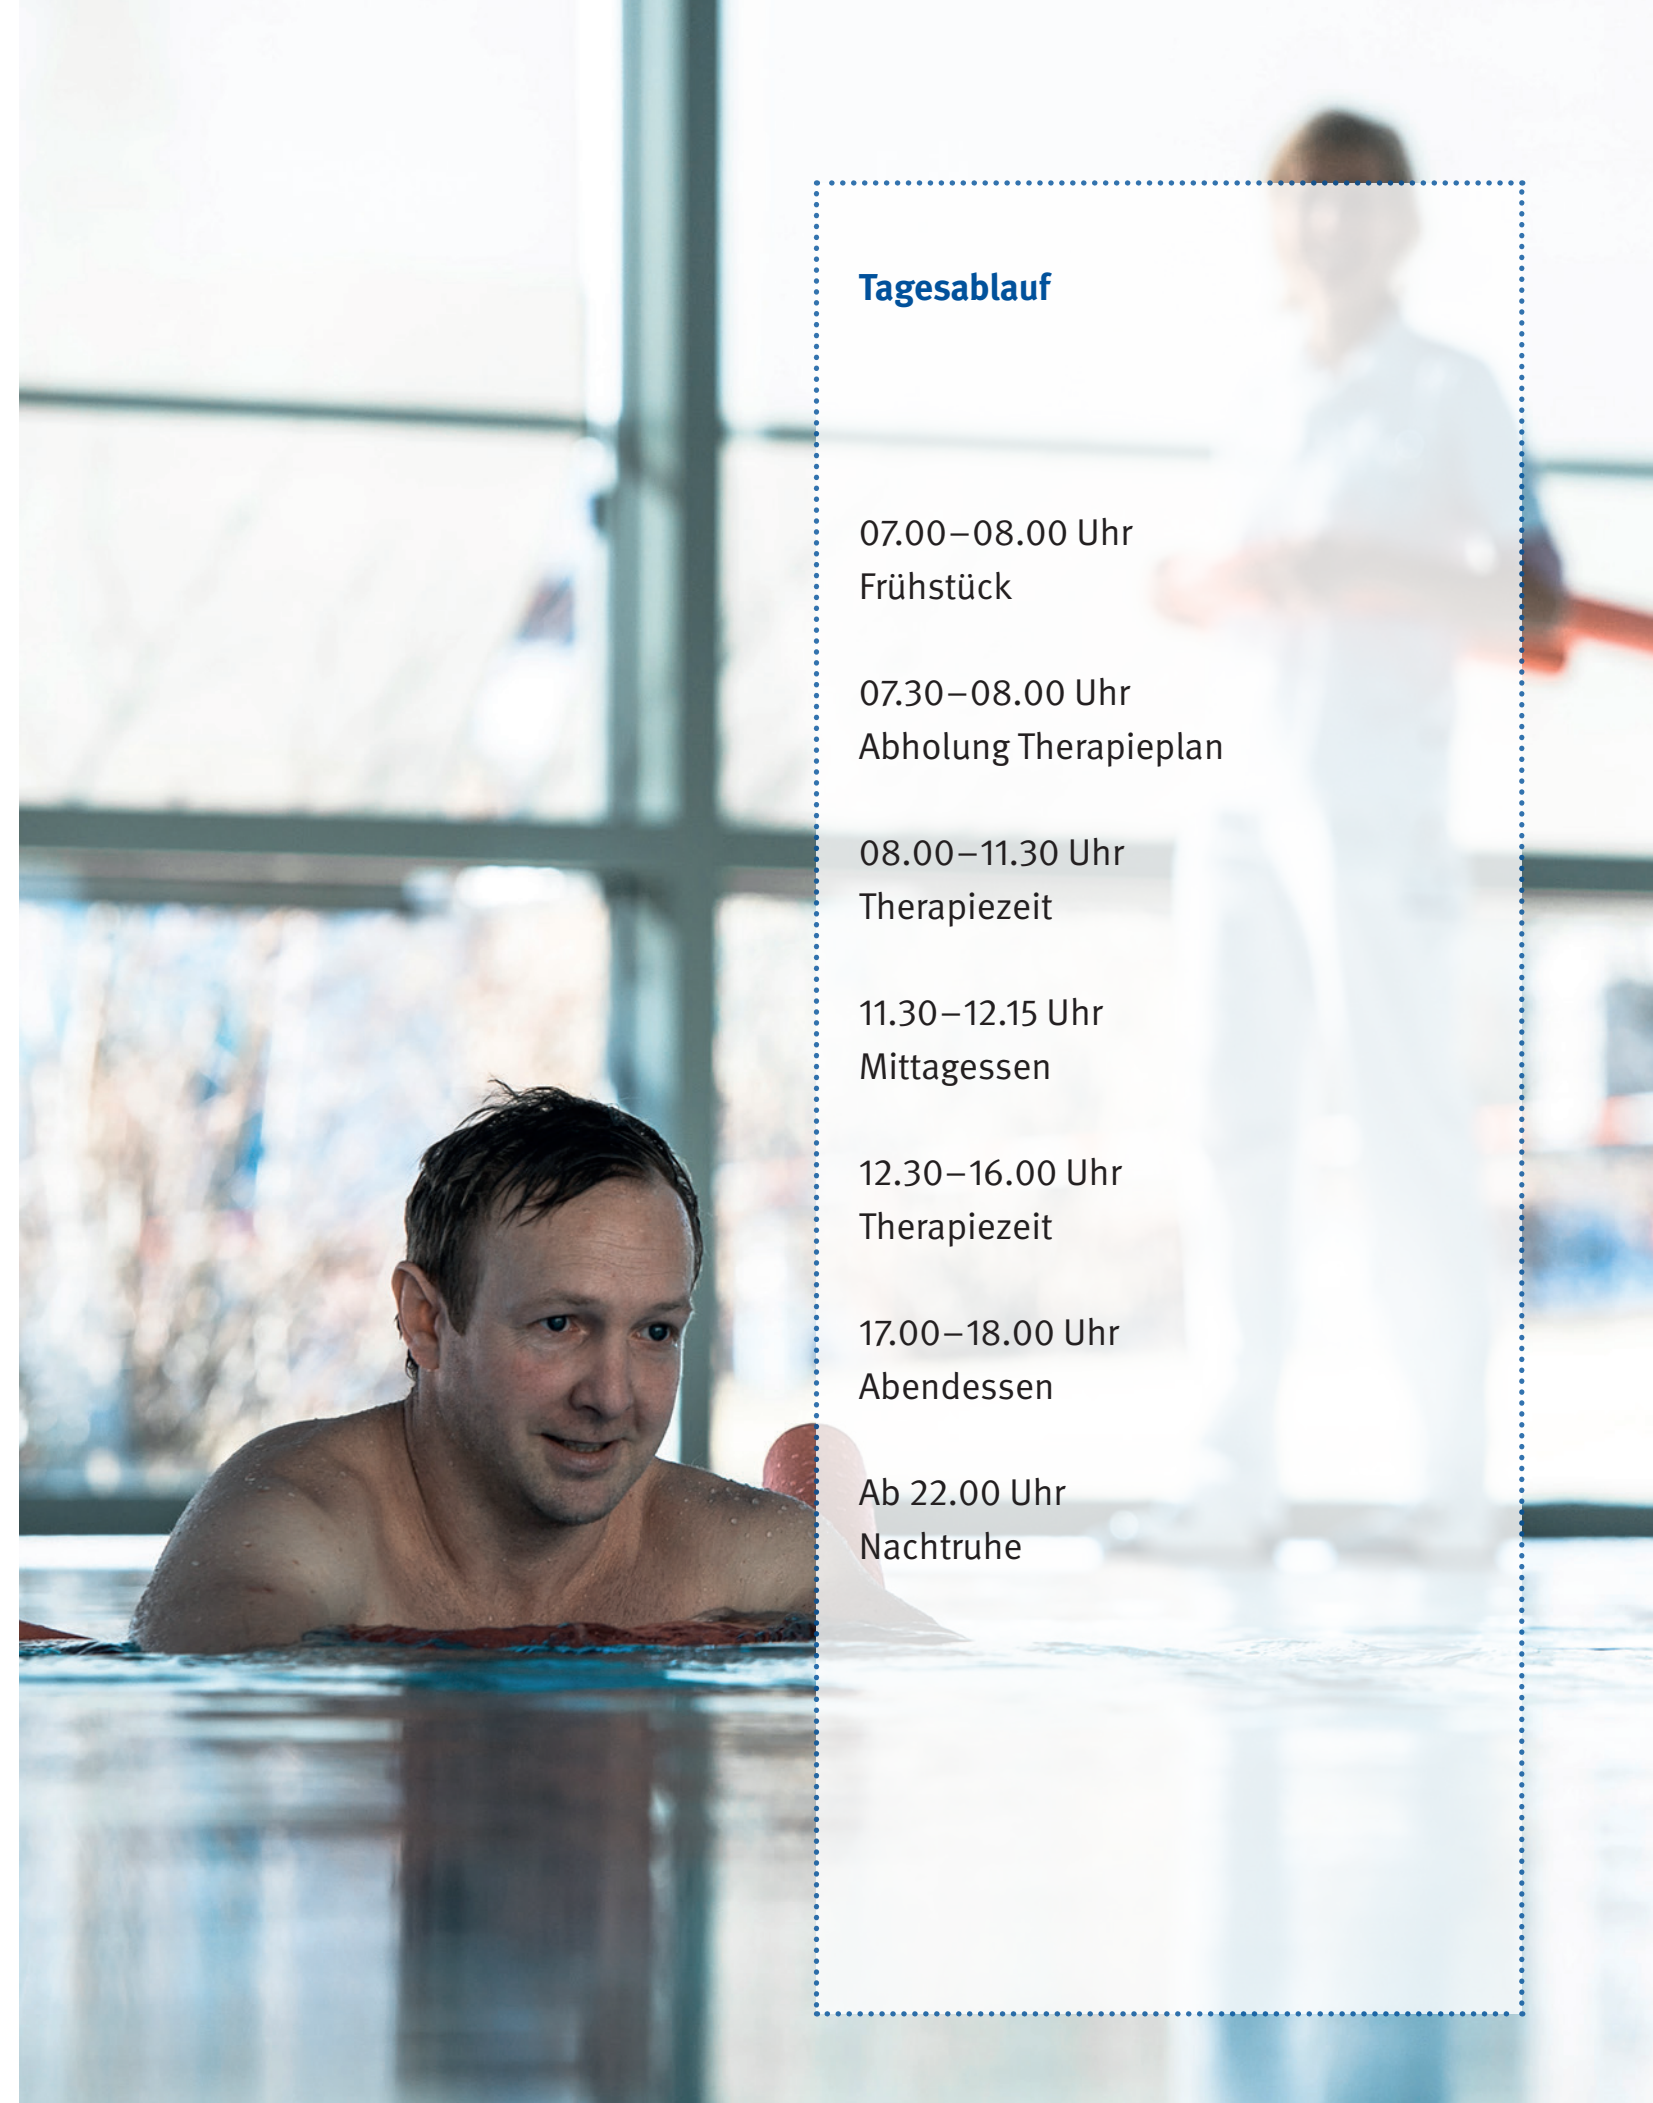 Tagesablauf
07.00–08.00 Uhr
Frühstück
07.30–08.00 Uhr
Abholung Therapieplan
08.00–11.30 Uhr
Therapiezeit
11.30–12.15 Uhr
Mittagessen
12.30–16.00 Uhr
Therapiezeit
17.00–18.00 Uhr
Abendessen
Ab 22.00 Uhr
Nachtruhe